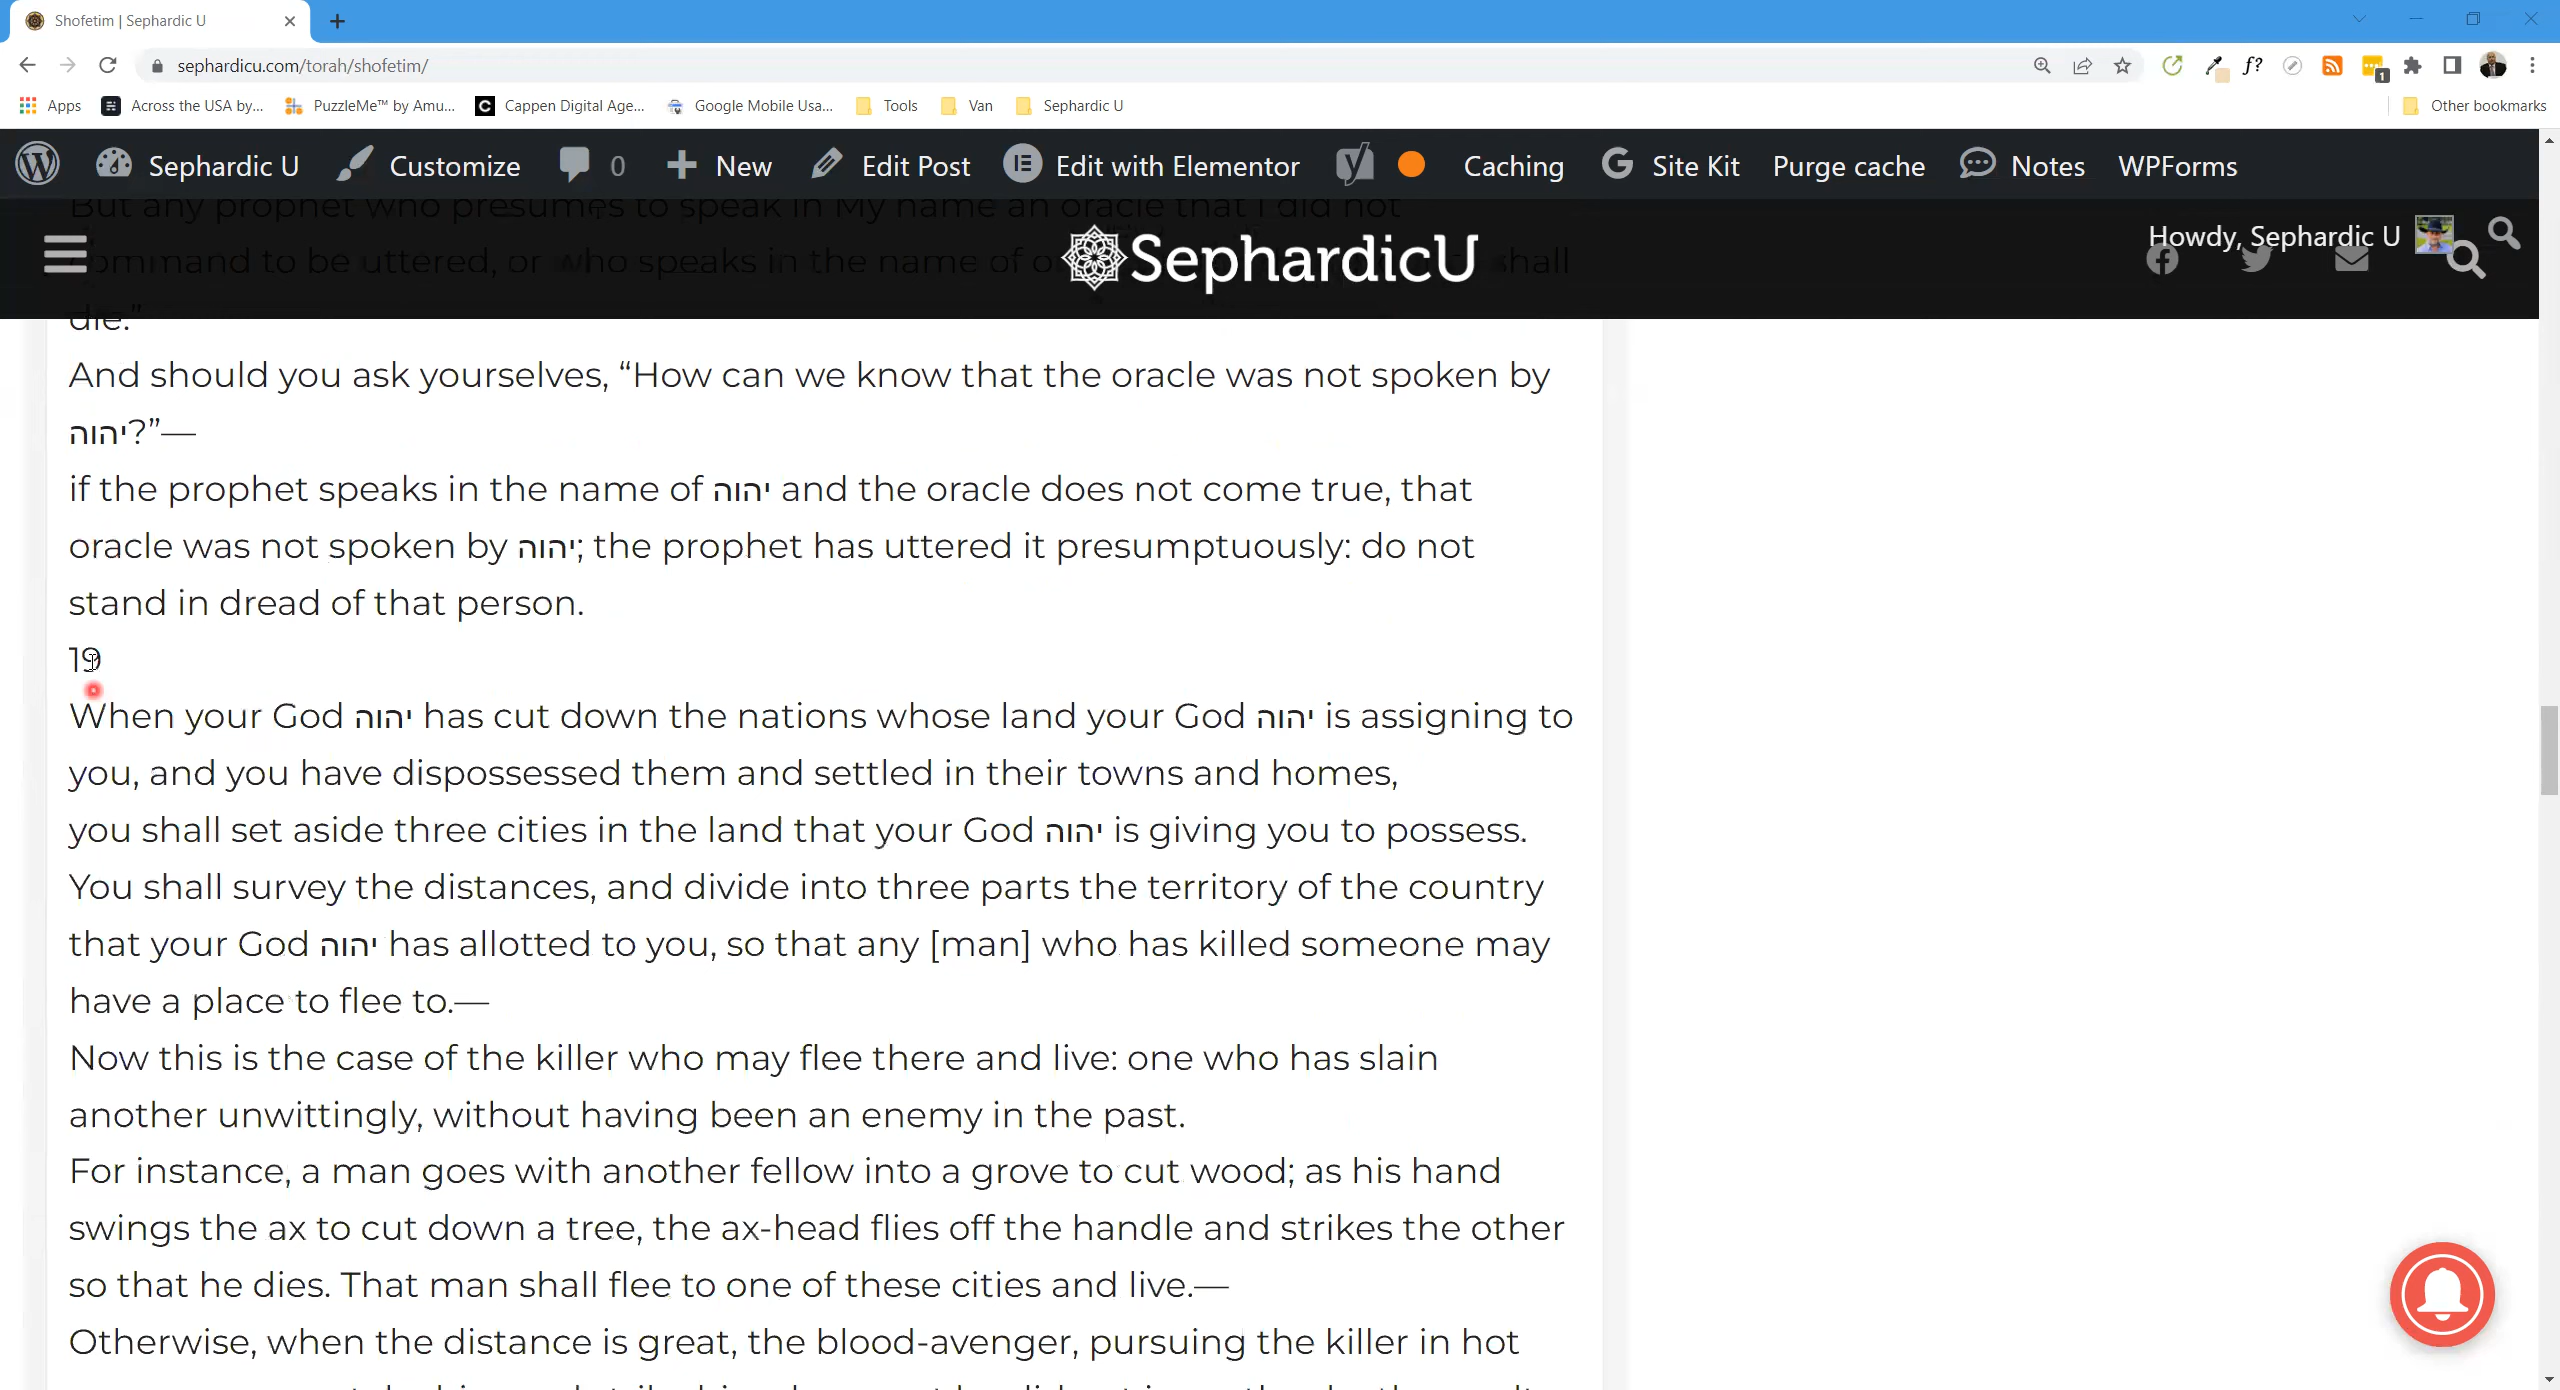 Shofetim | Sephardic U
sephardicu.com/torah/shofetim/
f?
1
Apps Across the USA by... PuzzleMe™ by Amu... Cappen Digital Age... Google Mobile Usa... Tools Van Sephardic U Other bookmarks
Sephardic U Customize 0 New Edit Post Edit with Elementor Caching Site Kit Purge cache Notes WPForms
But any prophet who presumes to speak in My name an oracle that I did not
Howdy, Sephardic U
SephardicU
command to be uttered, or who speaks in the name of shall
die."
And should you ask yourselves, “How can we know that the oracle was not spoken by
יהוה?”—
if the prophet speaks in the name of יהוה and the oracle does not come true, that
oracle was not spoken by יהוה; the prophet has uttered it presumptuously: do not
stand in dread of that person.
19
When your God יהוה has cut down the nations whose land your God יהוה is assigning to
you, and you have dispossessed them and settled in their towns and homes,
you shall set aside three cities in the land that your God יהוה is giving you to possess.
You shall survey the distances, and divide into three parts the territory of the country
that your God יהוה has allotted to you, so that any [man] who has killed someone may
have a place to flee to.—
Now this is the case of the killer who may flee there and live: one who has slain
another unwittingly, without having been an enemy in the past.
For instance, a man goes with another fellow into a grove to cut wood; as his hand
swings the ax to cut down a tree, the ax-head flies off the handle and strikes the other
so that he dies. That man shall flee to one of these cities and live.—
Otherwise, when the distance is great, the blood-avenger, pursuing the killer in hot